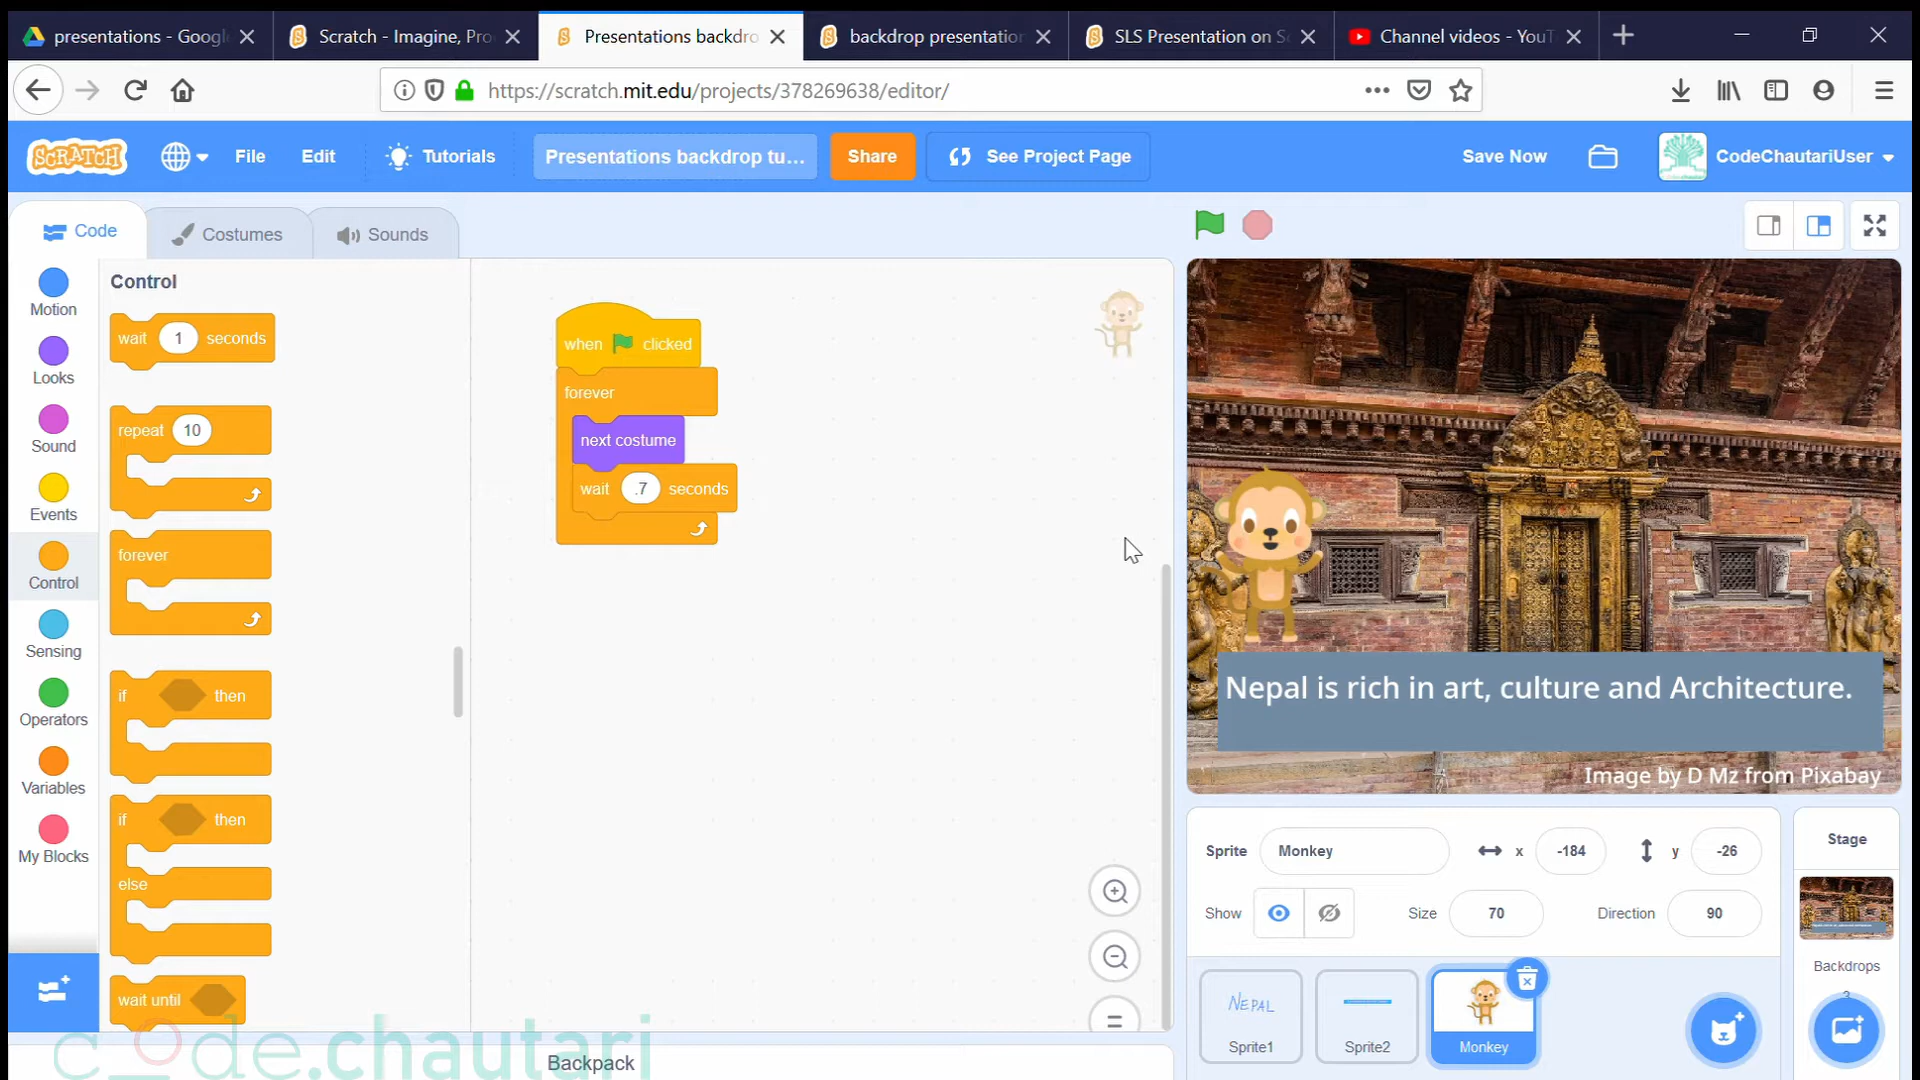 presentations - Googl
Scratch - Imagine, Pro
Presentations backdro
backdrop presentation
SLS Presentation on S
Channel videos - YouT
https://scratch.mit.edu/projects/378269638/editor/
SCRATCH
File
Edit
Tutorials
Presentations backdrop tu...
Share
See Project Page
Save Now
CodeChautariUser
Code
Costumes
Sounds
Motion
Looks
Sound
Events
Control
Sensing
Operators
Variables
My Blocks
Control
wait 1 seconds
repeat 10
forever
if then
if then
else
wait until
when clicked
forever
next costume
wait .7 seconds
Backpack
code.chautari
Nepal is rich in art, culture and Architecture.
Image by D Mz from Pixabay
Sprite Monkey x -184 y -26
Show Size 70 Direction 90
NEPAL
Sprite1
Sprite2
Monkey
Stage
Backdrops